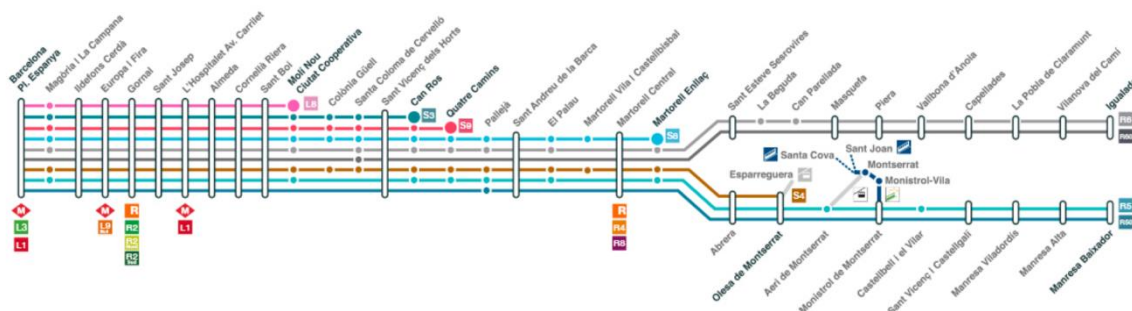 Barcelona
Pl. Espanya
Magòria | La Campana
Ildefons Cerdà
Europa | Fira
Gornal
Sant Josep
L'Hospitalet Av. Carrilet
Almeda
Cornellà Riera
Sant Boi
Molí Nou
Ciutat Cooperativa
Colònia Güell
Santa Coloma de Cervelló
Sant Vicenç dels Horts
Can Ros
Quatre Camins
Pallejà
Sant Andreu de la Barca
El Palau
Martorell Vila | Castellbisbal
Martorell Central
Martorell Enllaç
Sant Esteve Sesrovires
La Beguda
Can Parellada
Masquefa
Piera
Vallbona d'Anoia
Capellades
La Pobla de Claramunt
Vilanova del Camí
Igualada
L8
S3
S9
S8
R6
R60
Sant Joan
Santa Cova
Montserrat
Esparreguera
Monistrol-Vila
S4
R5
R50
M
L3
L1
M
L9
R
R2
R2
R2
M
L1
R
R4
R8
Abrera
Olesa de Montserrat
Aeri de Montserrat
Monistrol de Montserrat
Castellbell i el Vilar
Sant Vicenç | Castellgalí
Manresa Viladordis
Manresa Alta
Manresa Baixador